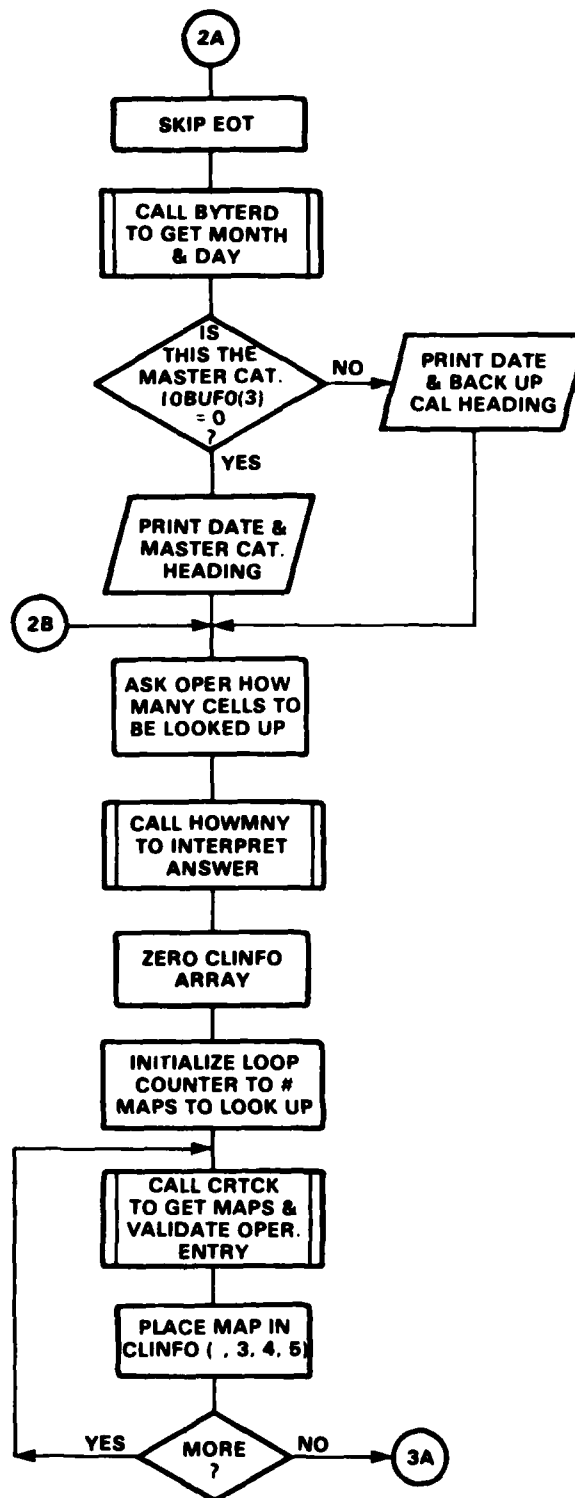 2A
SKIP EOT
CALL BYTERD
TO GET MONTH
& DAY
IS
THIS THE
MASTER CAT.
IOBUFO(3)
= 0
?
NO
PRINT DATE
& BACK UP
CAL HEADING
YES
PRINT DATE &
MASTER CAT.
HEADING
2B
ASK OPER HOW
MANY CELLS TO
BE LOOKED UP
CALL HOWMNY
TO INTERPRET
ANSWER
ZERO CLINFO
ARRAY
INITIALIZE LOOP
COUNTER TO #
MAPS TO LOOK UP
CALL CRTCK
TO GET MAPS &
VALIDATE OPER.
ENTRY
PLACE MAP IN
CLINFO ( , 3, 4, 5)
YES
MORE
?
NO
3A